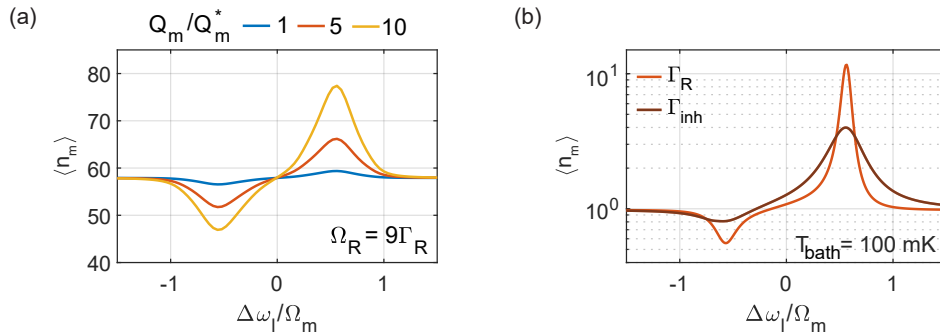 (a)
Q_m/Q_m^* 1 5 10
80
70
60
50
40
⟨n_m⟩
Ω_R = 9Γ_R
-1 0 1
Δω_l/Ω_m
(b)
10^1
10^0
⟨n_m⟩
Γ_R
Γ_inh
T_bath = 100 mK
-1 0 1
Δω_l/Ω_m